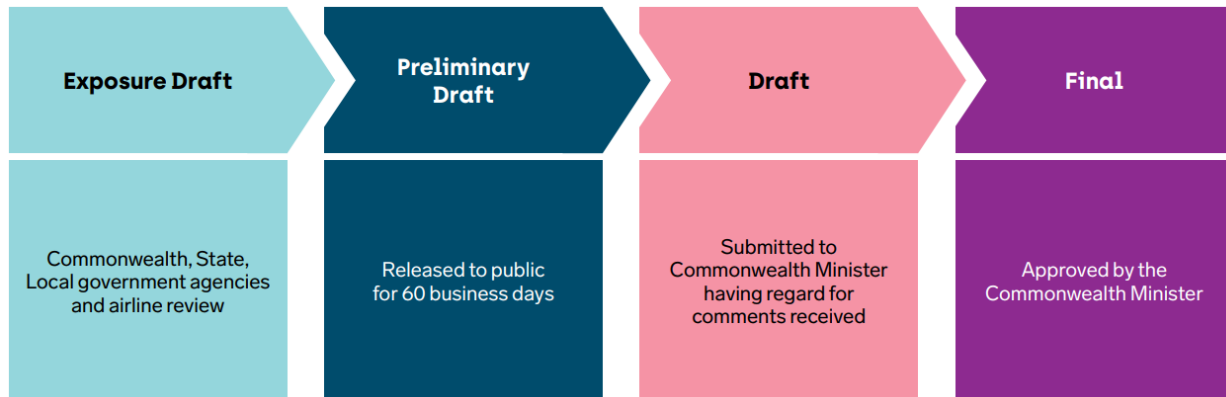 Exposure Draft
Preliminary
Draft
Draft
Final
Commonwealth, State,
Local government agencies
and airline review
Released to public
for 60 business days
Submitted to
Commonwealth Minister
having regard for
comments received
Approved by the
Commonwealth Minister